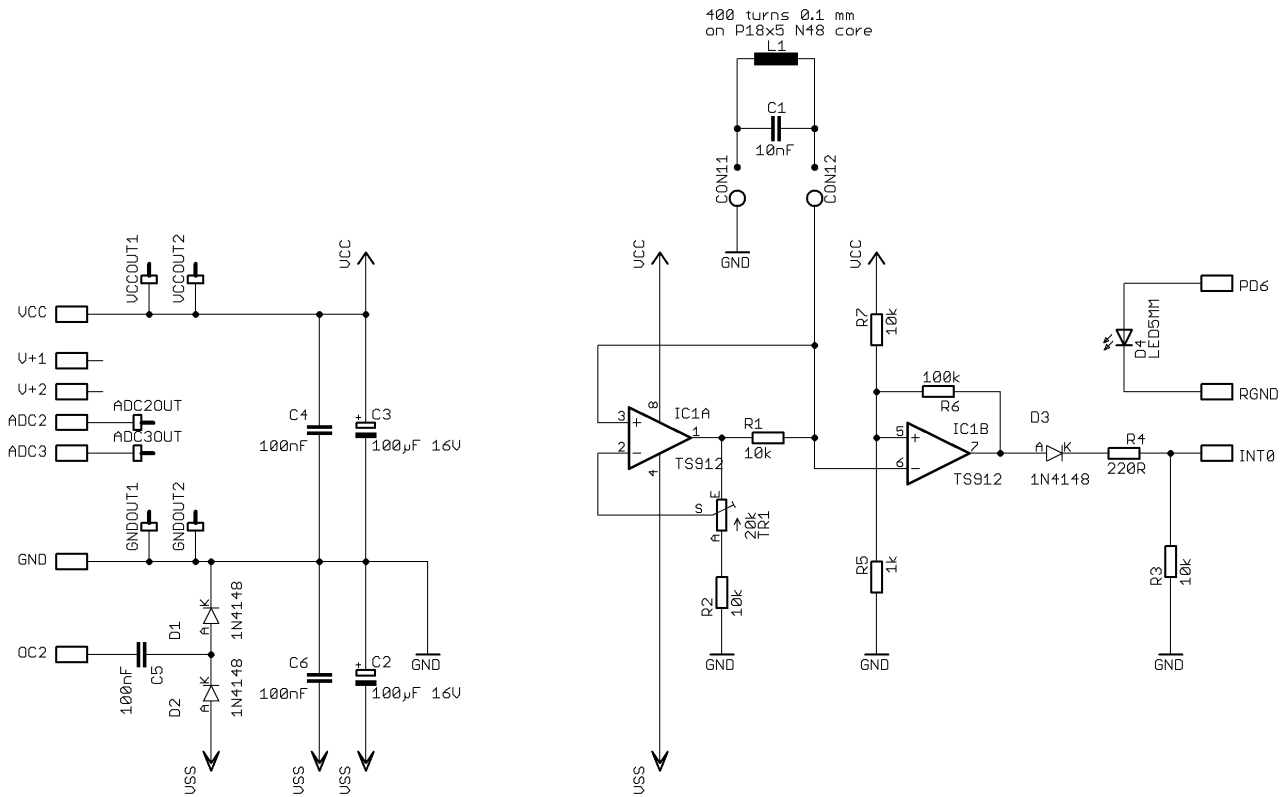 400 turns 0.1 mm
on P18x5 N48 core
L1
C1
10nF
CON11
CON12
GND
VCCOUT1
VCCOUT2
VCC
VCC
V+1
V+2
ADC2
ADC2OUT
ADC3
ADC3OUT
C4
100nF
+
C3
100µF 16V
GNDOUT1
GNDOUT2
GND
D1
A
K
1N4148
OC2
100nF
C5
D2
A
K
1N4148
C6
100nF
+
C2
100µF 16V
GND
VSS
VSS
VSS
3
+
2
-
8
4
1
IC1A
TS912
R1
10k
S
E
A
20k
TR1
R2
10k
GND
VSS
VCC
R7
10k
100k
R6
5
+
6
-
7
IC1B
TS912
R5
1k
GND
D3
A
K
1N4148
R4
220R
INT0
R3
10k
GND
PD6
D4
LED5MM
RGND